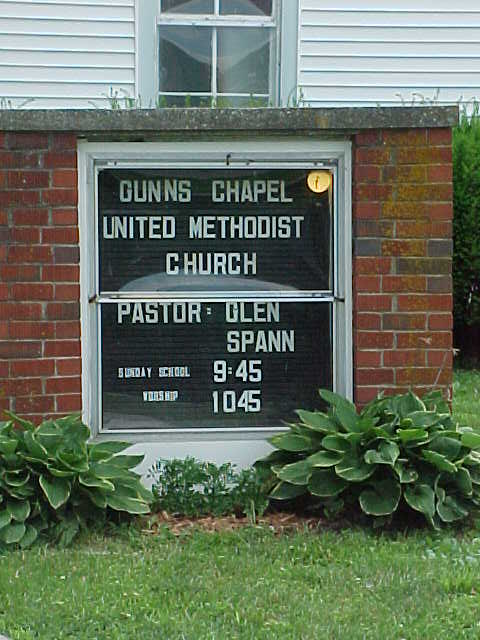 GUNNS CHAPEL
UNITED METHODIST
CHURCH
PASTOR: GLEN
SPANN
SUNDAY SCHOOL 9:45
WORSHIP 1045